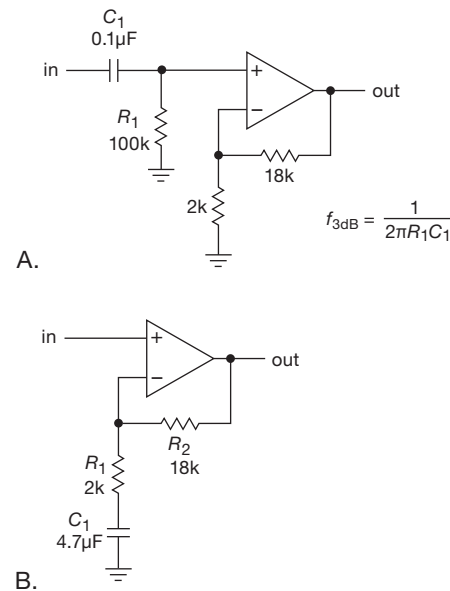 C1
0.1µF
in
+
−
out
R1
100k
18k
2k
f3dB = 1 / 2πR1C1
A.
in
+
−
out
R2
18k
R1
2k
C1
4.7µF
B.